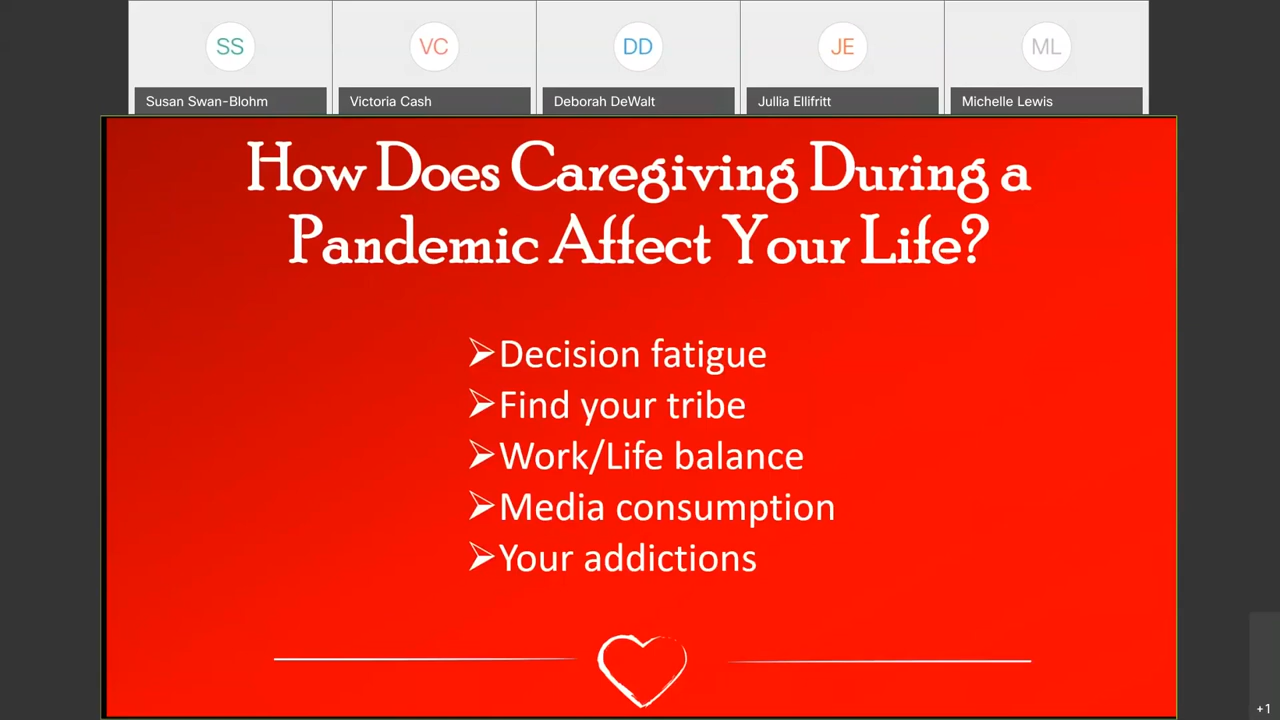 SS
VC
DD
JE
ML
Susan Swan-Blohm
Victoria Cash
Deborah DeWalt
Jullia Ellifritt
Michelle Lewis
How Does Caregiving During a
Pandemic Affect Your Life?
Decision fatigue
Find your tribe
Work/Life balance
Media consumption
Your addictions
+1